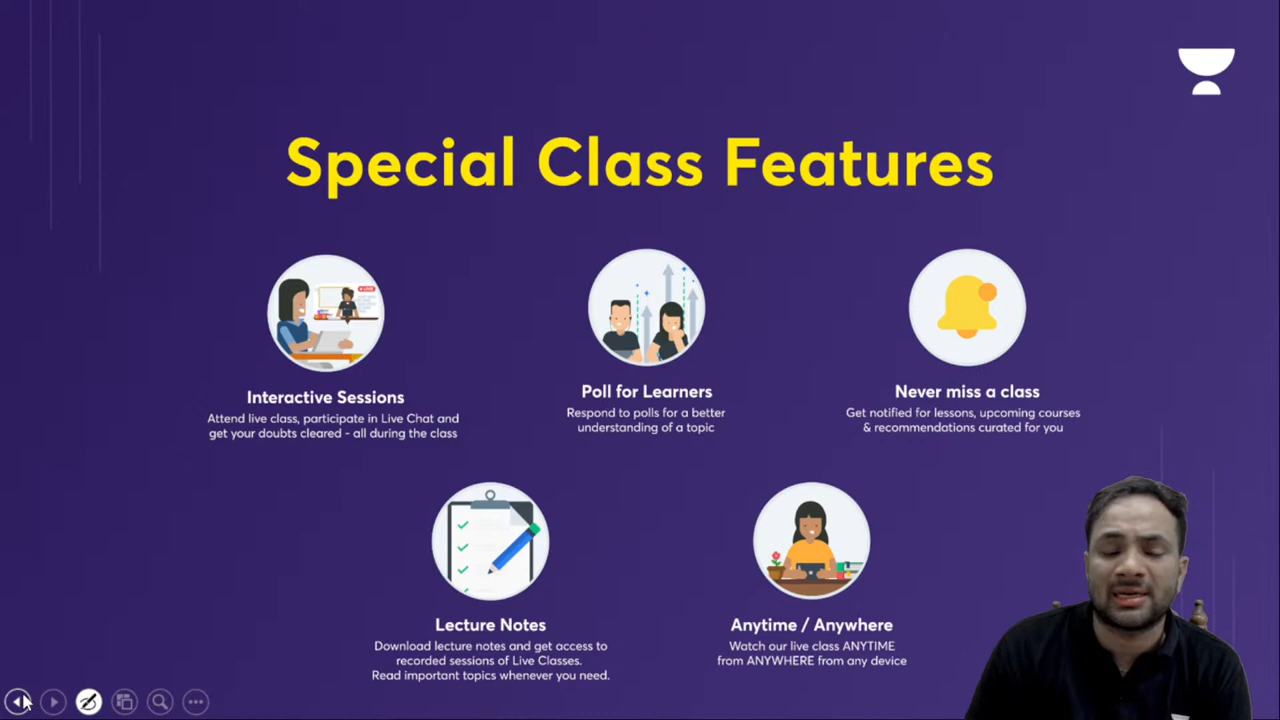 Special Class Features
LIVE
Interactive Sessions
Attend live class, participate in Live Chat and
get your doubts cleared - all during the class
Poll for Learners
Respond to polls for a better
understanding of a topic
Never miss a class
Get notified for lessons, upcoming courses
& recommendations curated for you
Lecture Notes
Download lecture notes and get access to
recorded sessions of Live Classes.
Read important topics whenever you need.
Anytime / Anywhere
Watch our live class ANYTIME
from ANYWHERE from any device